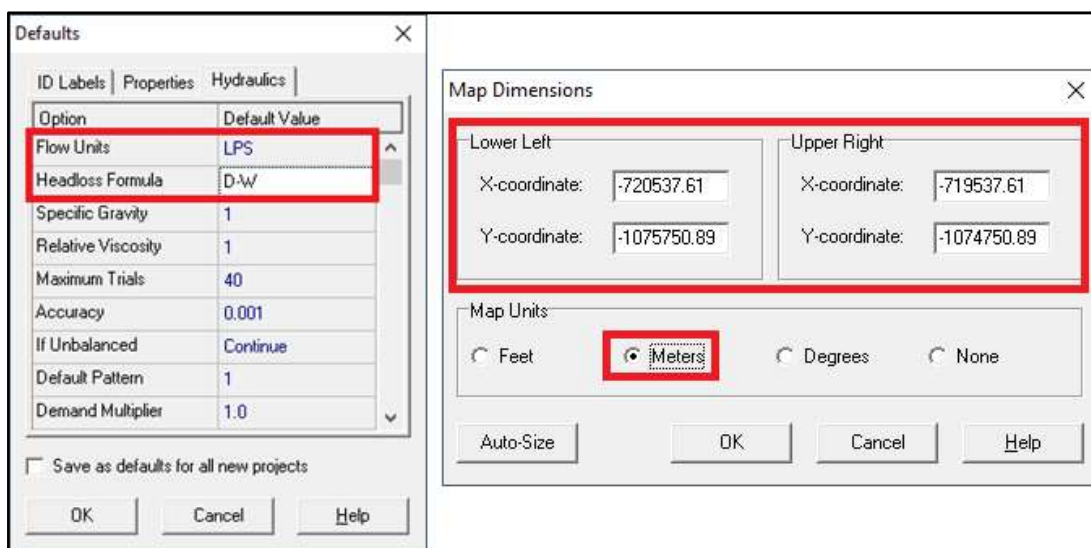 Defaults
ID Labels Properties Hydraulics
Option Default Value
Flow Units LPS
Headloss Formula D-W
Specific Gravity 1
Relative Viscosity 1
Maximum Trials 40
Accuracy 0.001
If Unbalanced Continue
Default Pattern 1
Demand Multiplier 1.0
Save as defaults for all new projects
OK Cancel Help
Map Dimensions
Lower Left
X-coordinate: -720537.61
Y-coordinate: -1075750.89
Upper Right
X-coordinate: -719537.61
Y-coordinate: -1074750.89
Map Units
Feet Meters Degrees None
Auto-Size OK Cancel Help